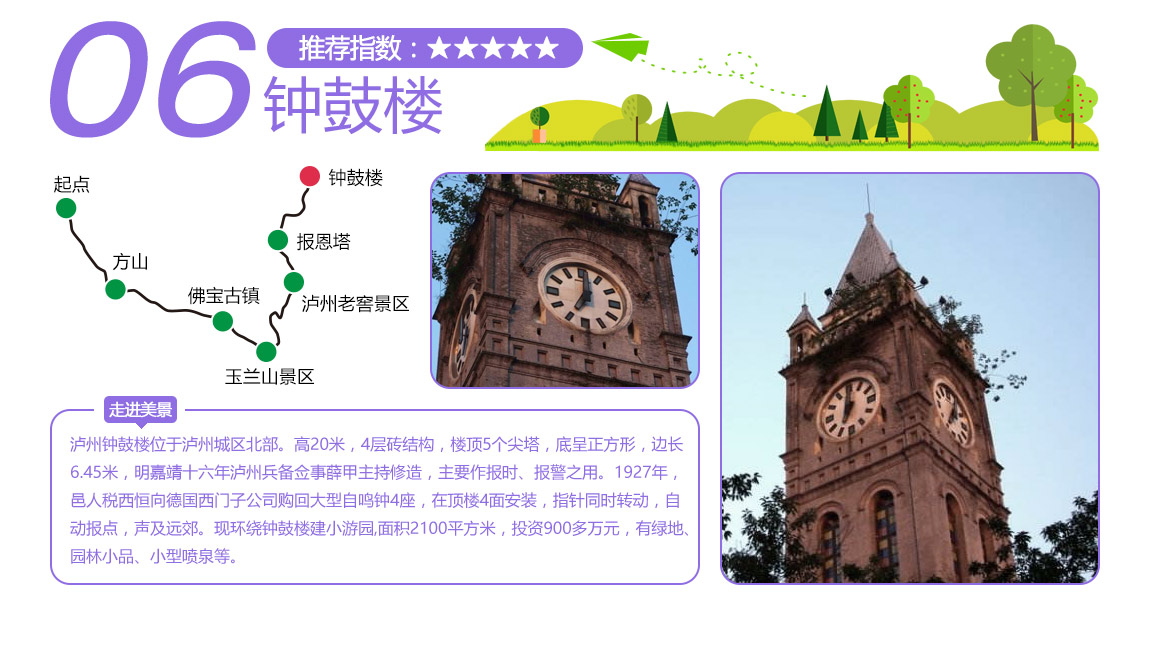 06
推荐指数：★★★★★
钟鼓楼
起点
钟鼓楼
报恩塔
方山
佛宝古镇
泸州老窖景区
玉兰山景区
走进美景
泸州钟鼓楼位于泸州城区北部。高20米，4层砖结构，楼顶5个尖塔，底呈正方形，边长
6.45米，明嘉靖十六年泸州兵备佥事薛甲主持修造，主要作报时、报警之用。1927年，
邑人税西恒向德国西门子公司购回大型自鸣钟4座，在顶楼4面安装，指针同时转动，自
动报点，声及远郊。现环绕钟鼓楼建小游园,面积2100平方米，投资900多万元，有绿地、
园林小品、小型喷泉等。